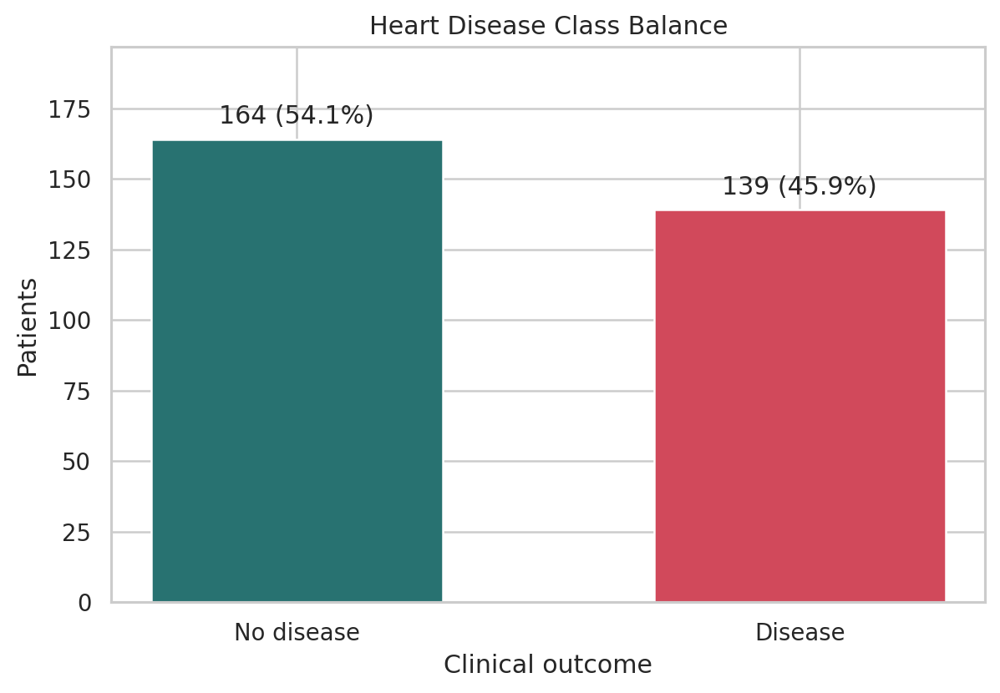 Heart Disease Class Balance
175
150
125
100
75
50
25
0
Patients
164 (54.1%)
139 (45.9%)
No disease
Disease
Clinical outcome